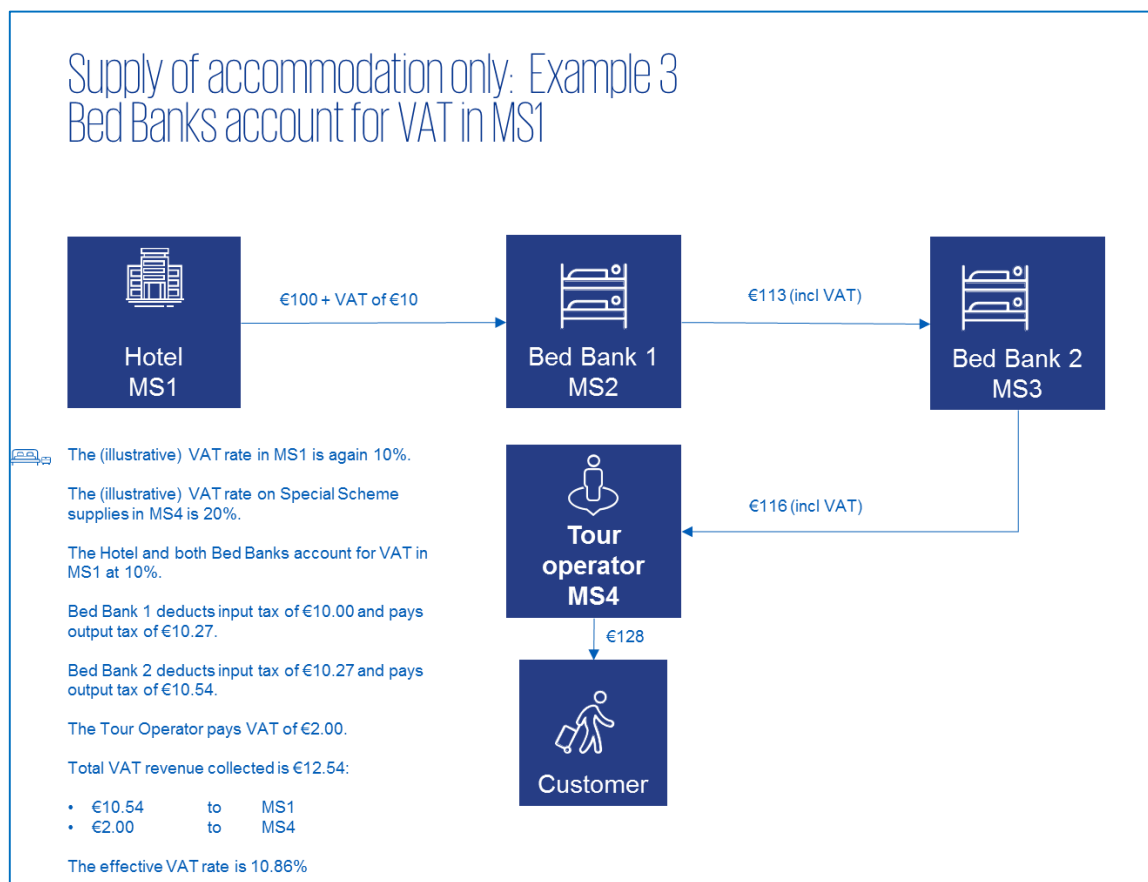 Supply of accommodation only: Example 3
Bed Banks account for VAT in MS1
€100 + VAT of €10
€113 (incl VAT)
Hotel
MS1
Bed Bank 1
MS2
Bed Bank 2
MS3
The (illustrative) VAT rate in MS1 is again 10%.
The (illustrative) VAT rate on Special Scheme
supplies in MS4 is 20%.
The Hotel and both Bed Banks account for VAT in
MS1 at 10%.
Bed Bank 1 deducts input tax of €10.00 and pays
output tax of €10.27.
Bed Bank 2 deducts input tax of €10.27 and pays
output tax of €10.54.
The Tour Operator pays VAT of €2.00.
Total VAT revenue collected is €12.54:
• €10.54 to MS1
• €2.00 to MS4
The effective VAT rate is 10.86%
€116 (incl VAT)
Tour
operator
MS4
€128
Customer